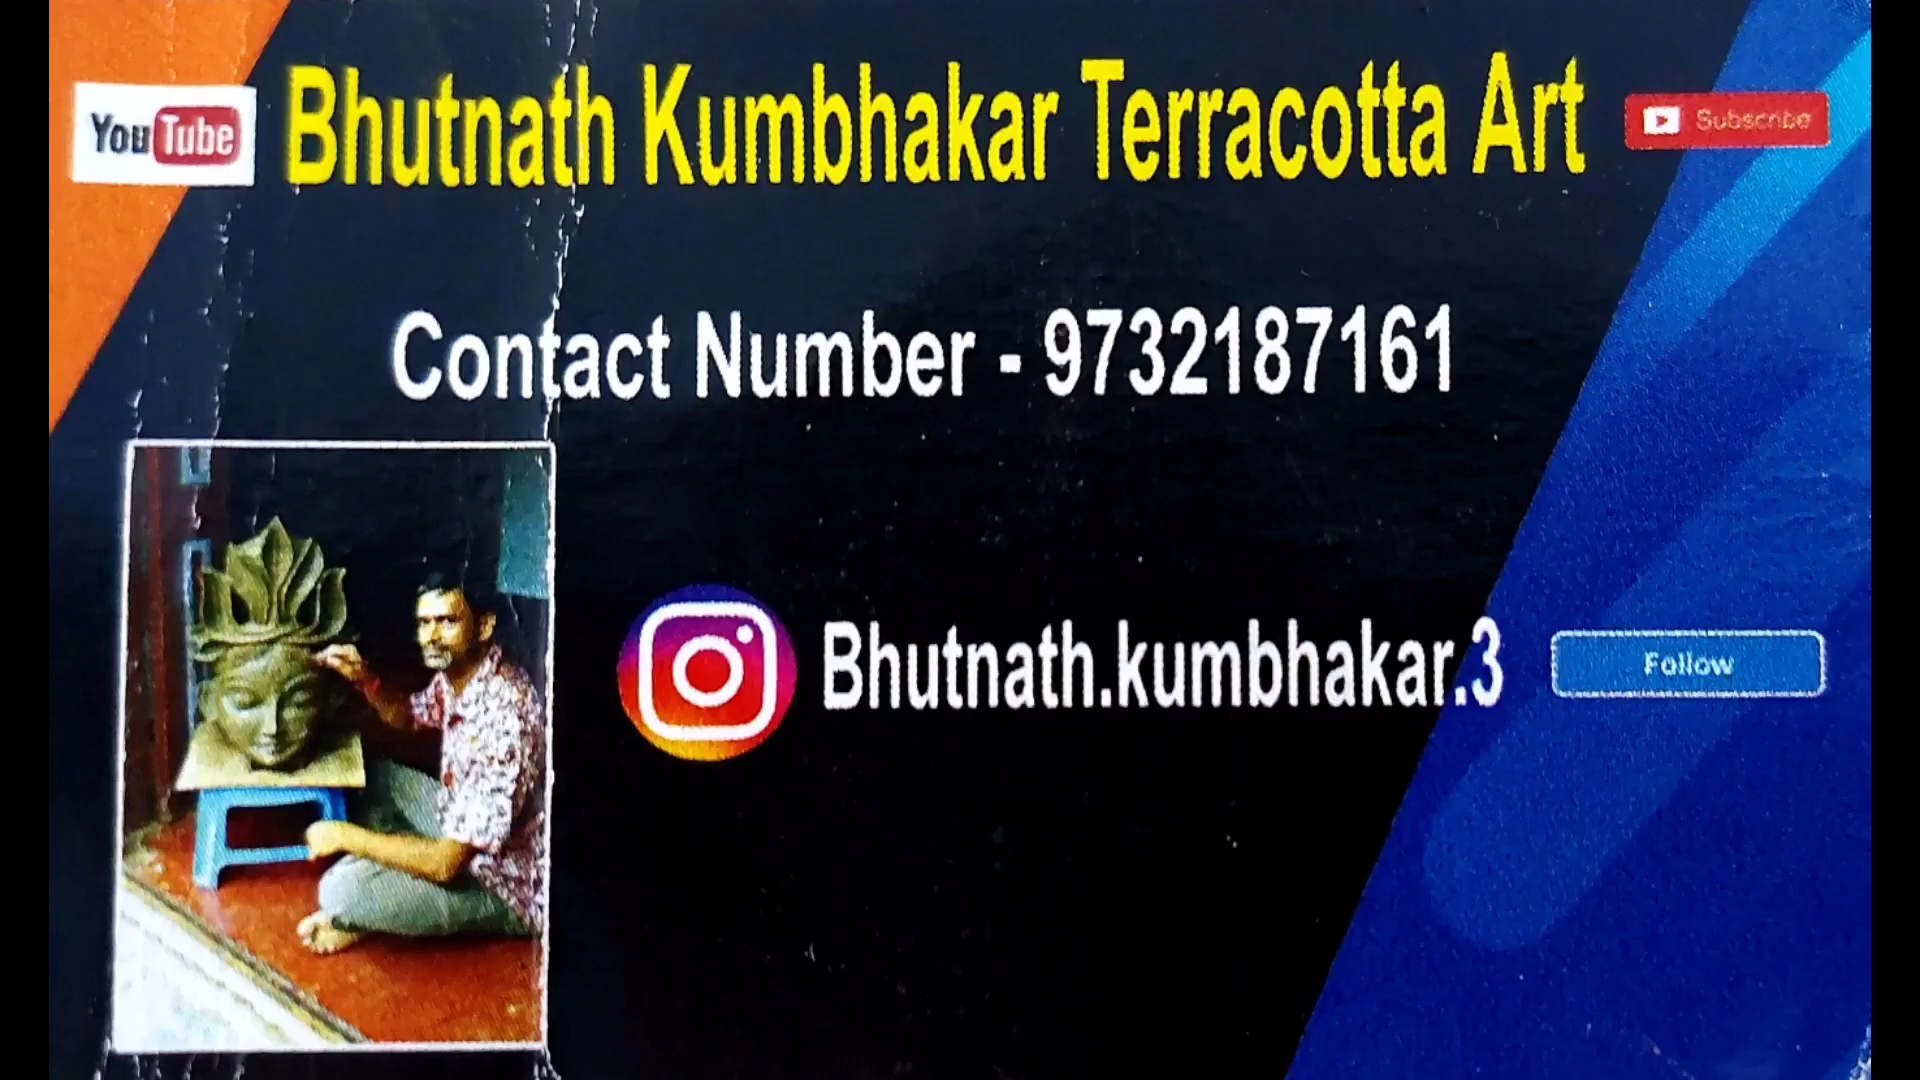 YouTube Bhutnath Kumbhakar Terracotta Art Subscribe
Contact Number - 9732187161
Bhutnath.kumbhakar.3 Follow